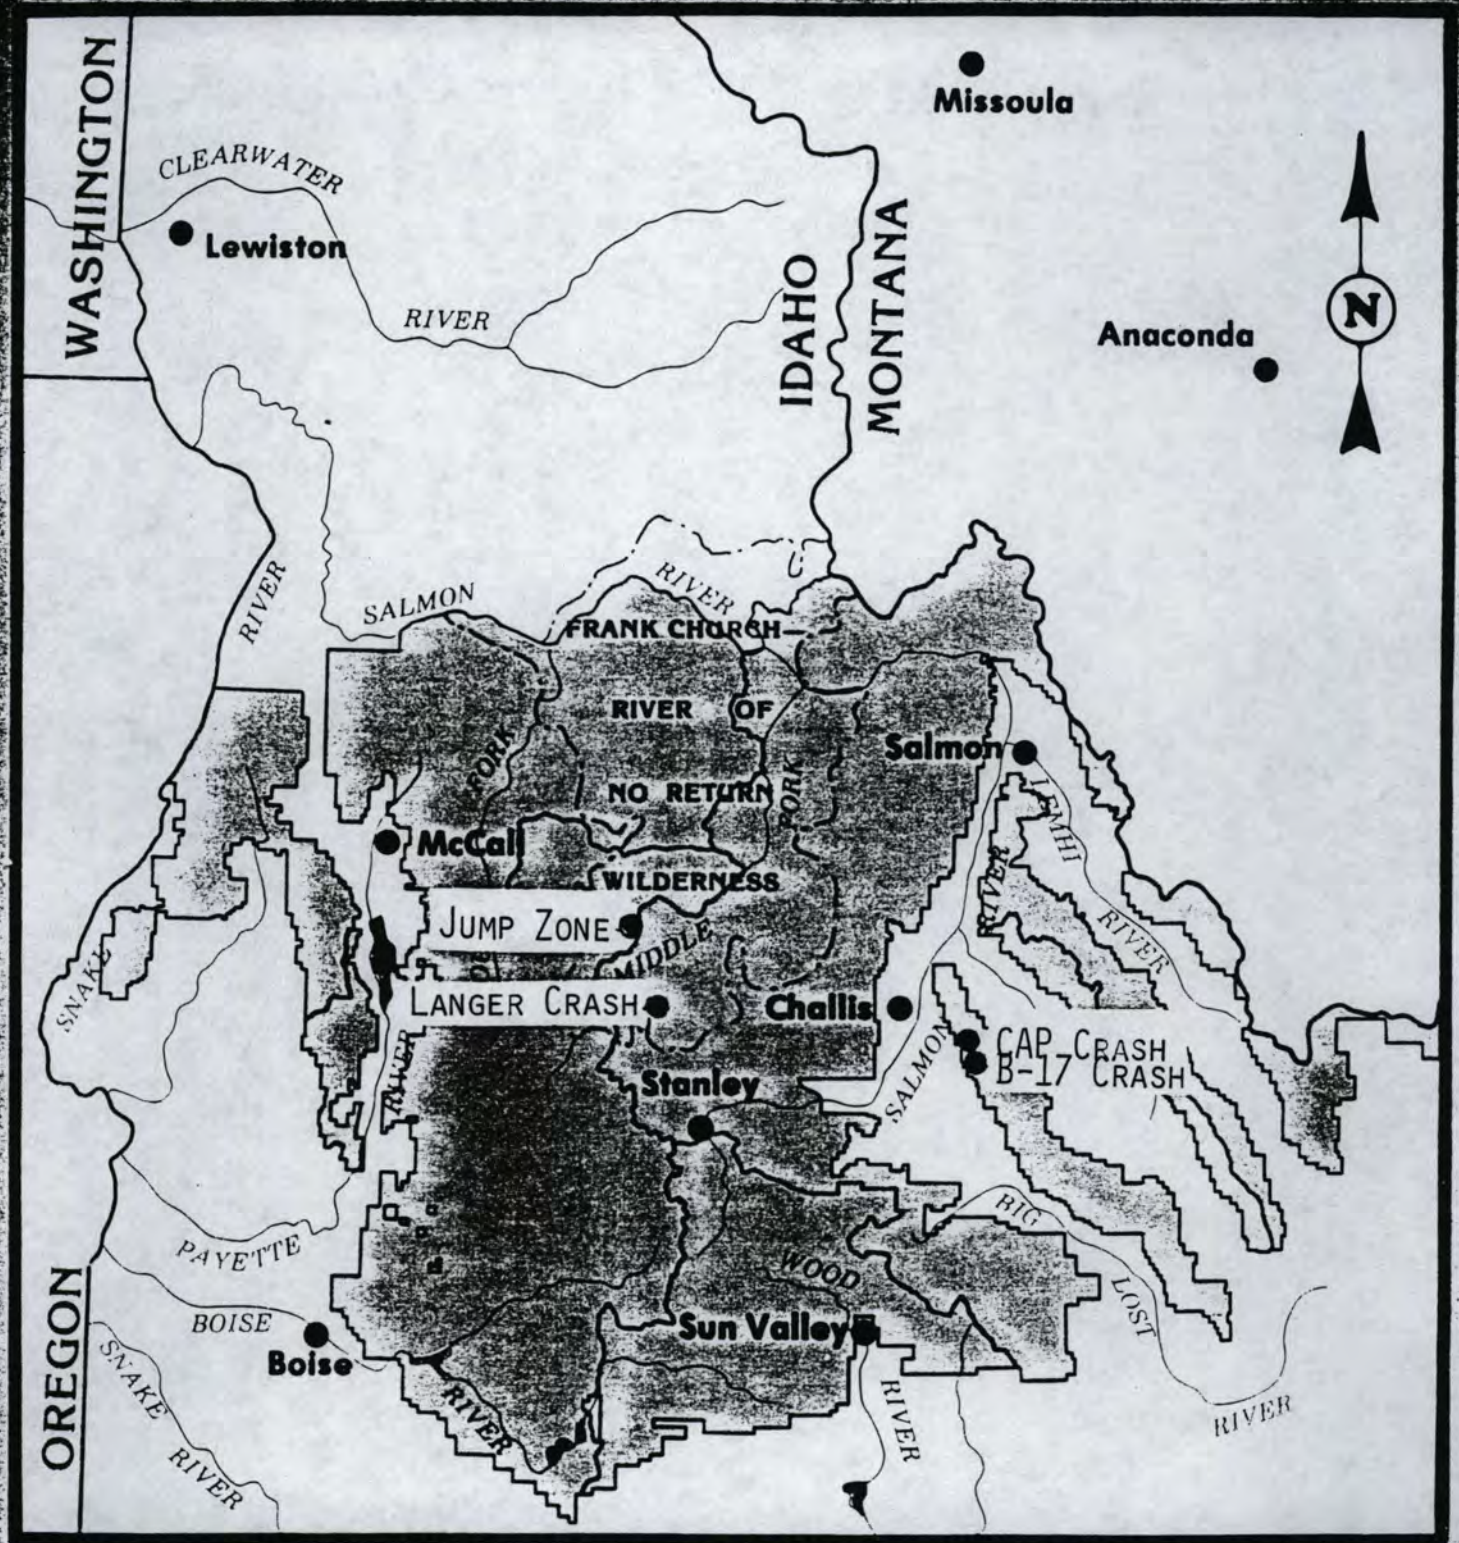 WASHINGTON
Missoula
CLEARWATER
Lewiston
RIVER
IDAHO
MONTANA
Anaconda
N
RIVER
SALMON
RIVER
FRANK CHURCH-
RIVER OF
NO RETURN
WILDERNESS
FORK
FORK
Salmon
LEMHI
RIVER
McCall
RIVER
JUMP ZONE
MIDDLE
SNAKE
LANGER CRASH
Challis
CAP CRASH
B-17 CRASH
SALMON
RIVER
Stanley
PAYETTE
BIG
LOST
RIVER
WOOD
RIVER
OREGON
BOISE
Boise
RIVER
Sun Valley
SNAKE
RIVER